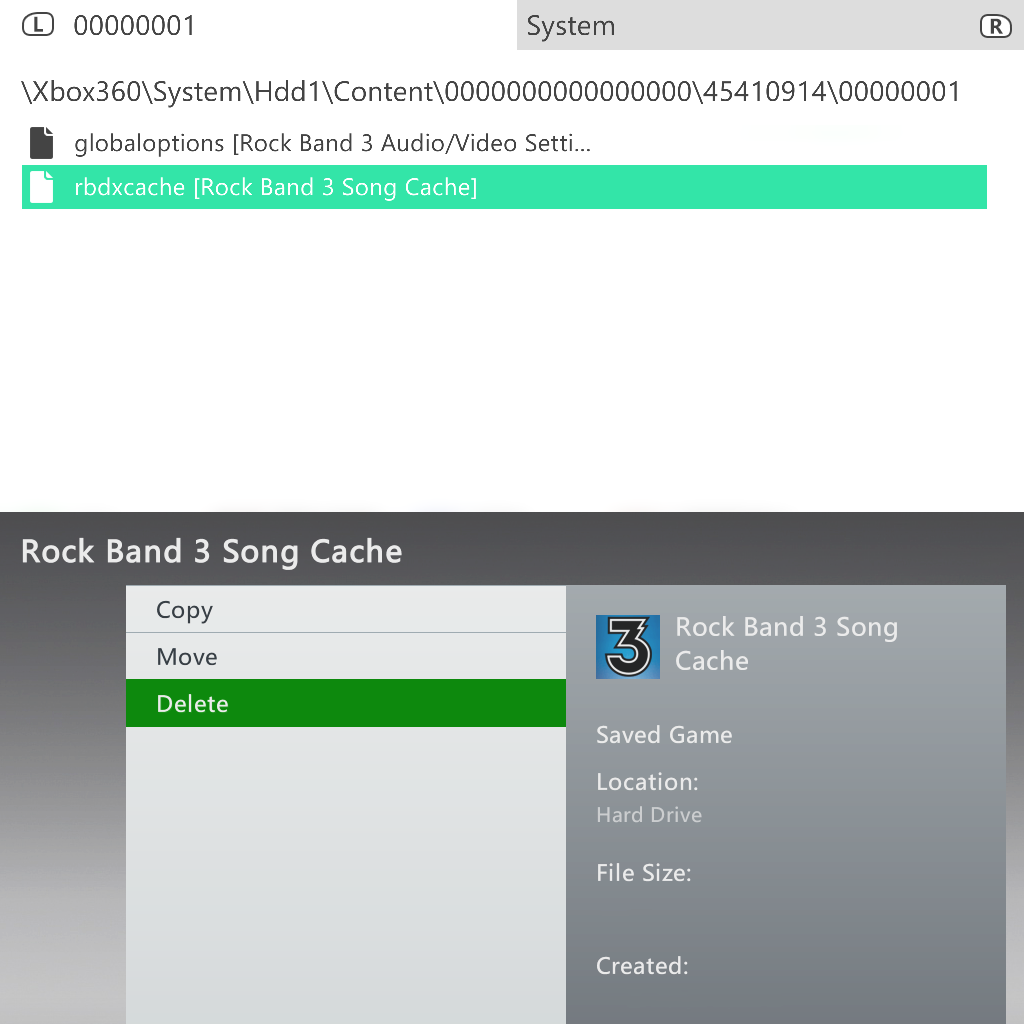 L 00000001
System R
\Xbox360\System\Hdd1\Content\0000000000000000\45410914\00000001
globaloptions [Rock Band 3 Audio/Video Setti...
rbdxcache [Rock Band 3 Song Cache]
Rock Band 3 Song Cache
Copy
Move
Delete
3
Rock Band 3 Song
Cache
Saved Game
Location:
Hard Drive
File Size:
Created: